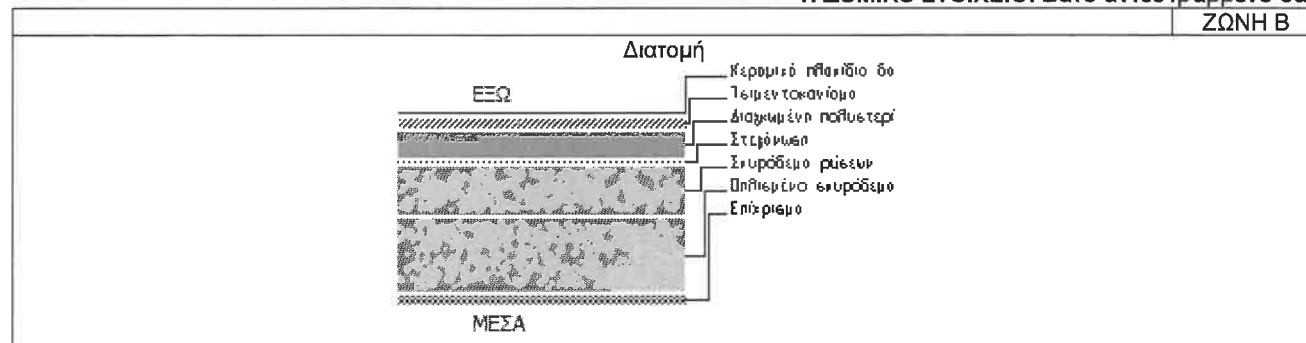 ΖΩΝΗ Β
Διατομή
ΕΞΩ
Κεραμικό πλακίδιο δα
Τσιμεντοκονίαμα
Διογκωμένη πολυστερί
Στεγάνωση
Σκυρόδεμα ρύσεων
Οπλισμένο σκυρόδεμα
Επίχρισμα
ΜΕΣΑ